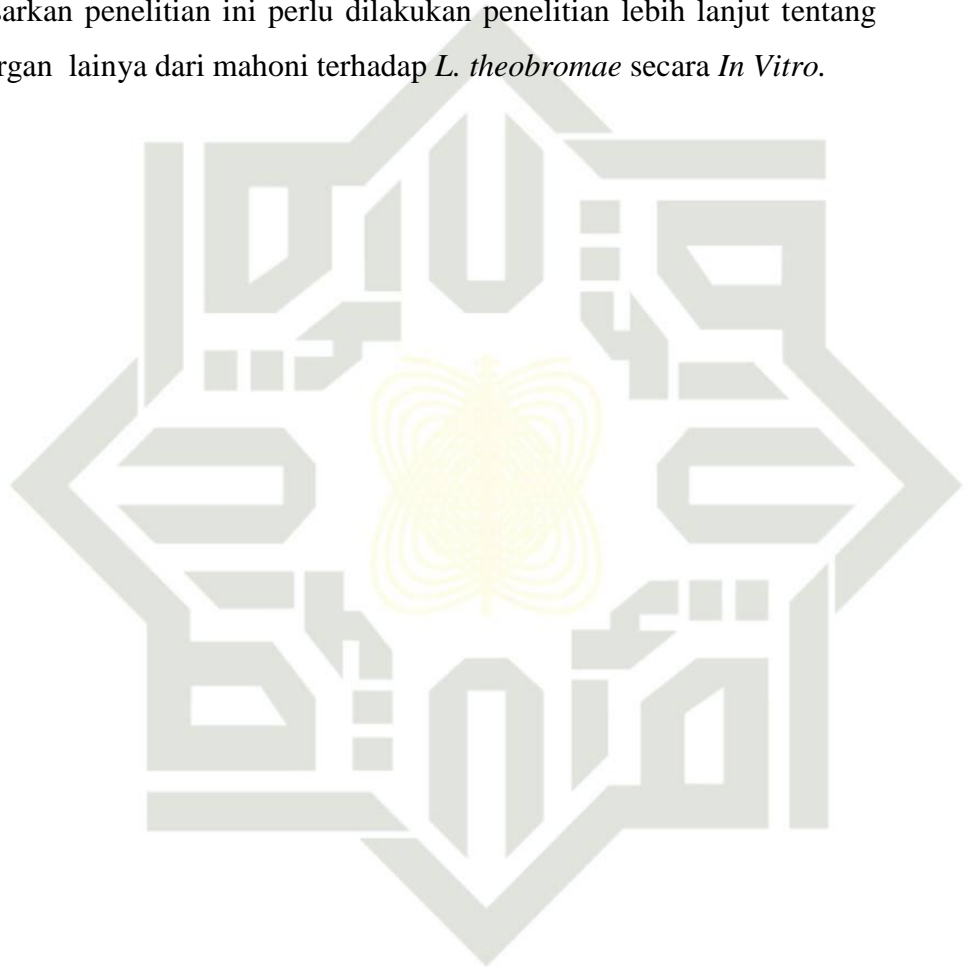 sarkan penelitian ini perlu dilakukan penelitian lebih lanjut tentang
rgan lainya dari mahoni terhadap L. theobromae secara In Vitro.